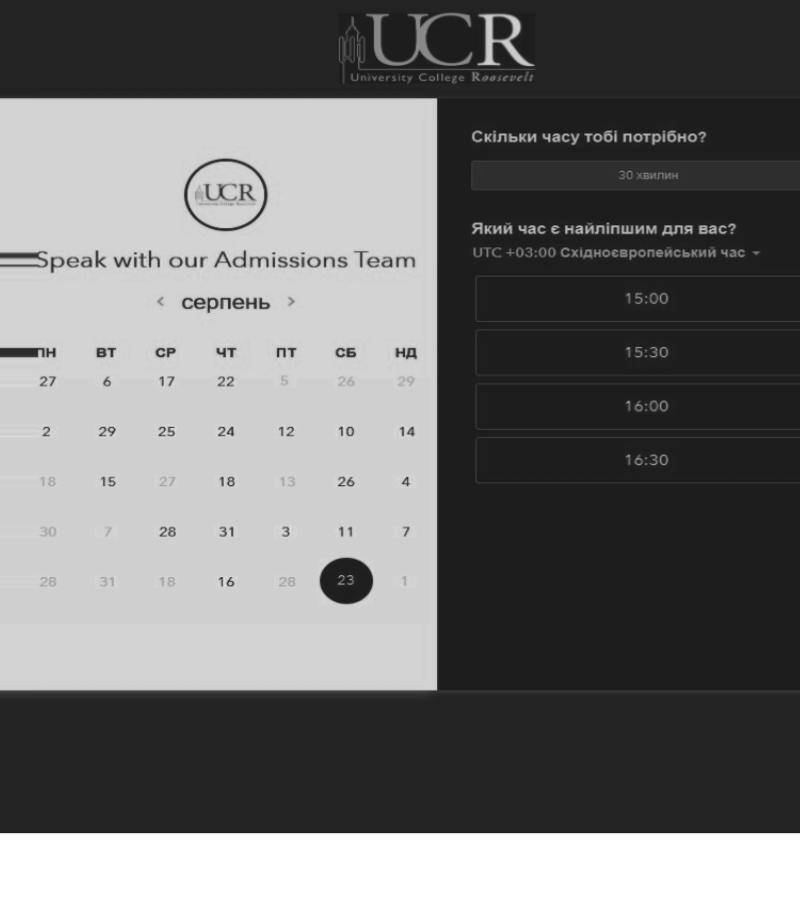 UCR
University College Roosevelt
UCR
Speak with our Admissions Team
‹ серпень ›
ПН ВТ СР ЧТ ПТ СБ НД
27 6 17 22 5 26 29
2 29 25 24 12 10 14
18 15 27 18 13 26 4
30 7 28 31 3 11 7
28 31 18 16 28 23 1
Скільки часу тобі потрібно?
30 хвилин
Який час є найліпшим для вас?
UTC +03:00 Східноєвропейський час
15:00
15:30
16:00
16:30